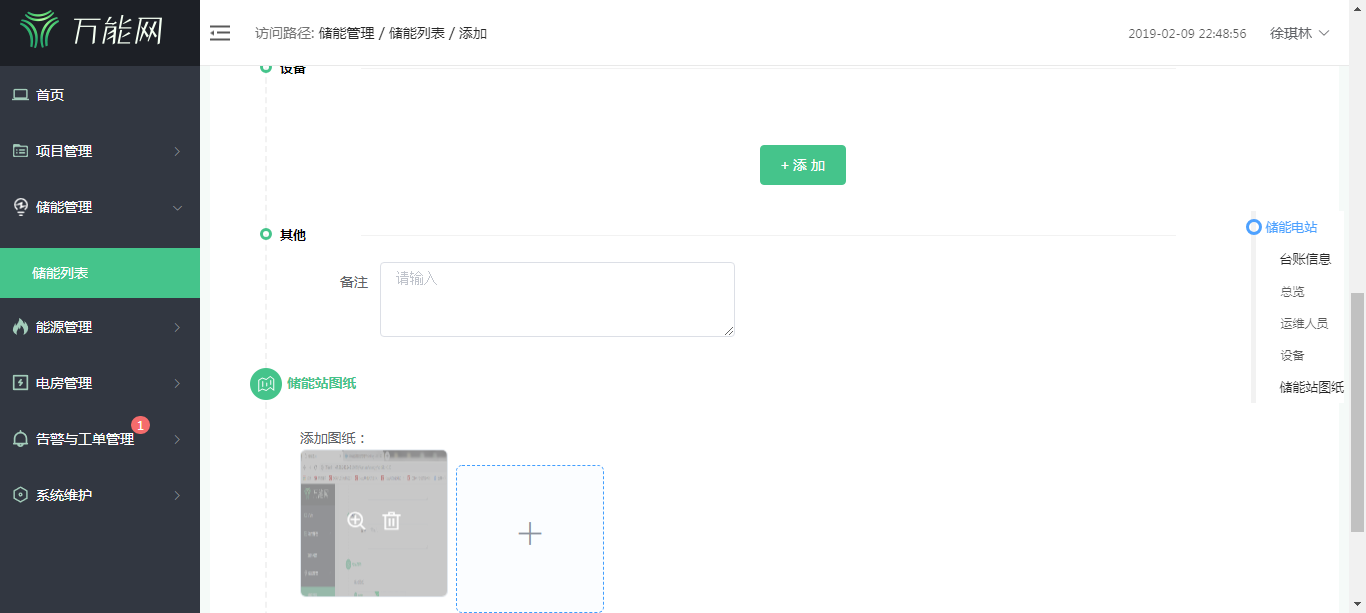 万能网
访问路径: 储能管理 / 储能列表 / 添加
2019-02-09 22:48:56
徐琪林
首页
项目管理
储能管理
储能列表
能源管理
电房管理
告警与工单管理
1
系统维护
设备
+ 添 加
其他
备注
请输入
储能站图纸
添加图纸：
储能电站
台账信息
总览
运维人员
设备
储能站图纸